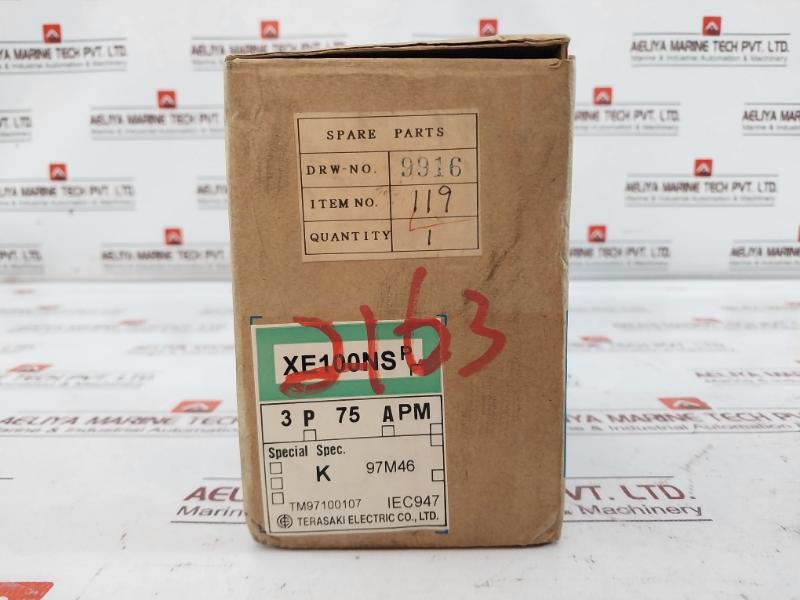 AELIYA MARINE TECH PVT. LTD.
Marine & Industrial Automation & Machinery
SPARE PARTS
DRW-NO. 9916
ITEM NO. 119
QUANTITY 1
2163
XE100NS P
3 P 75 A PM
Special Spec.
K 97M46
TM97100107 IEC947
TERASAKI ELECTRIC CO., LTD.